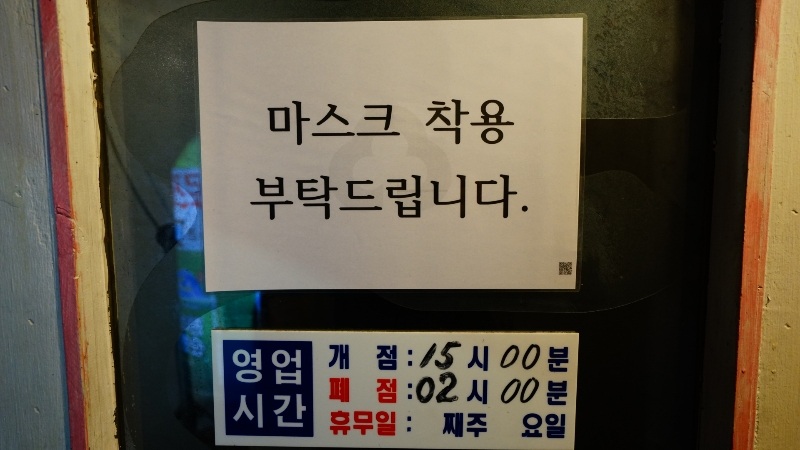 마스크 착용
부탁드립니다.
영업
시간
개 점 : 15 시 00 분
폐 점 : 02 시 00 분
휴무일 : 째주 요일